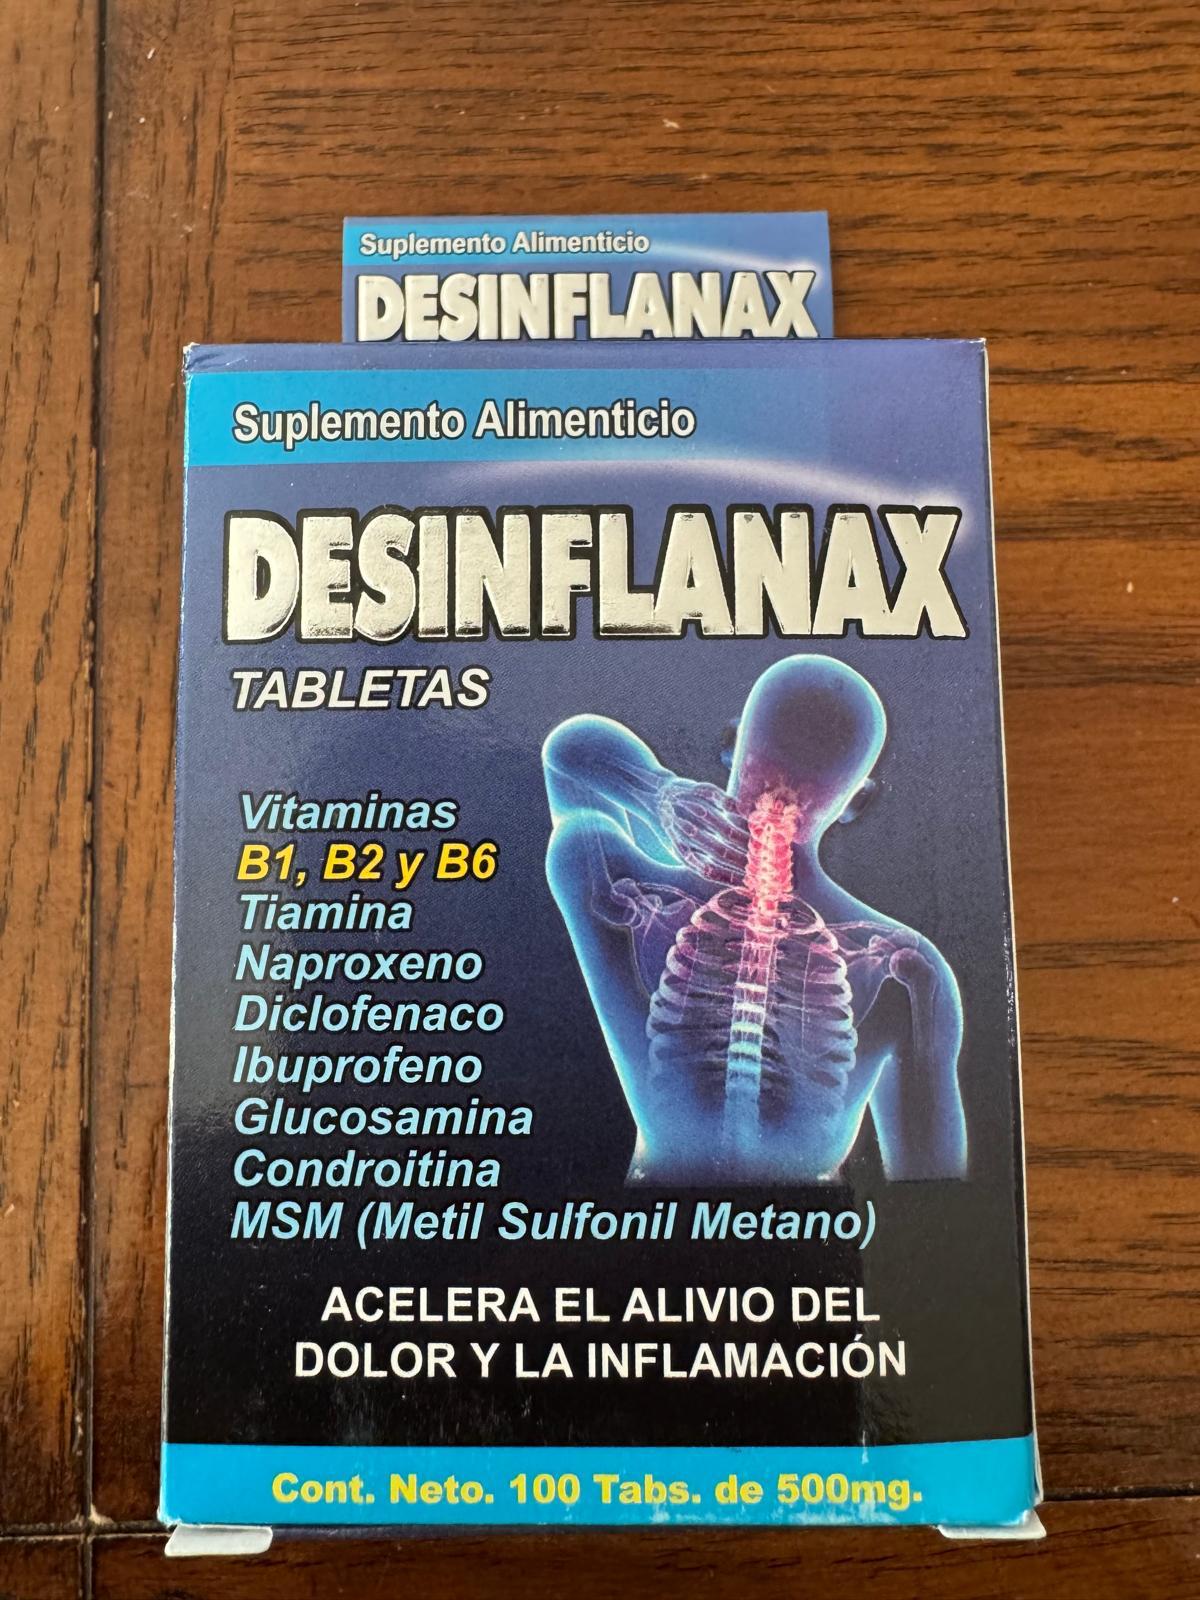 Suplemento Alimenticio
DESINFLANAX
Suplemento Alimenticio
DESINFLANAX
TABLETAS
Vitaminas
B1, B2 y B6
Tiamina
Naproxeno
Diclofenaco
Ibuprofeno
Glucosamina
Condroitina
MSM (Metil Sulfonil Metano)
ACELERA EL ALIVIO DEL
DOLOR Y LA INFLAMACIÓN
Cont. Neto. 100 Tabs. de 500mg.